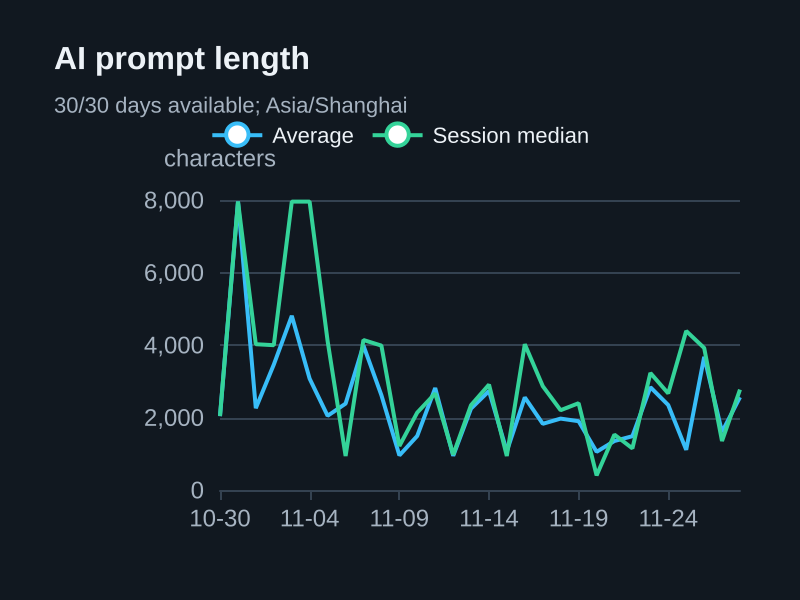 AI prompt length
30/30 days available; Asia/Shanghai
Average Session median
characters
8,000
6,000
4,000
2,000
0
10-30 11-04 11-09 11-14 11-19 11-24